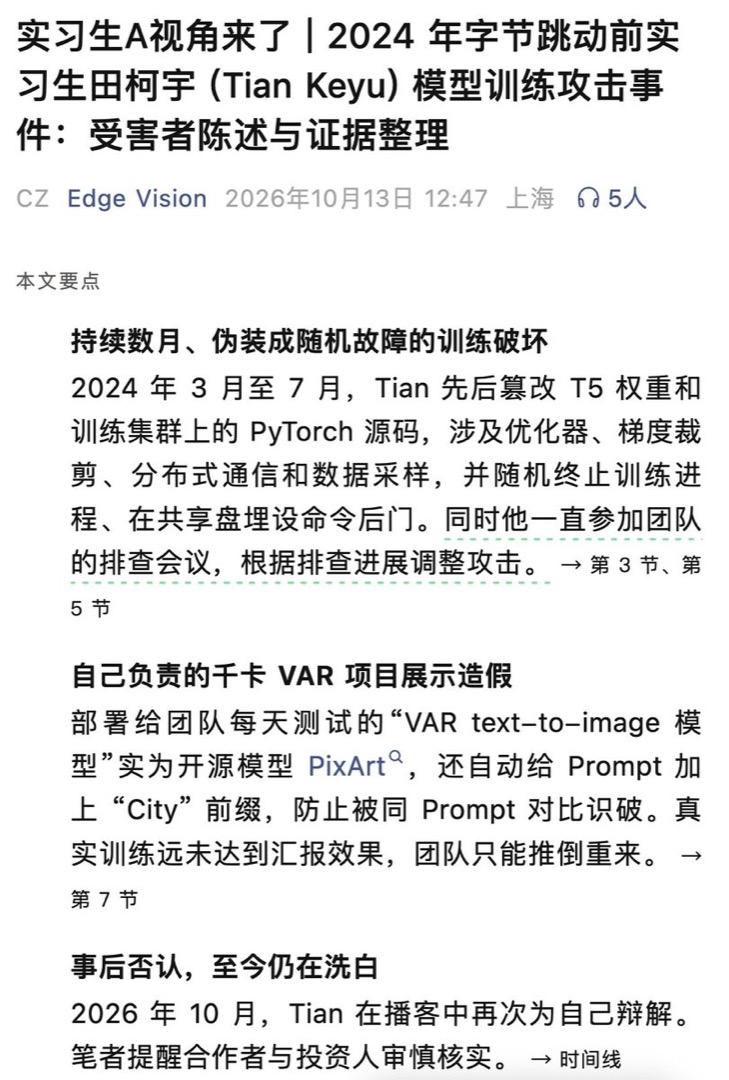 实习生A视角来了 | 2024 年字节跳动前实
习生田柯宇 (Tian Keyu) 模型训练攻击事
件：受害者陈述与证据整理
CZ Edge Vision 2026年10月13日 12:47 上海 5人
本文要点
持续数月、伪装成随机故障的训练破坏
2024 年 3 月至 7 月，Tian 先后篡改 T5 权重和
训练集群上的 PyTorch 源码，涉及优化器、梯度裁
剪、分布式通信和数据采样，并随机终止训练进
程、在共享盘埋设命令后门。同时他一直参加团队
的排查会议，根据排查进展调整攻击。 → 第 3 节、第
5 节
自己负责的千卡 VAR 项目展示造假
部署给团队每天测试的“VAR text-to-image 模
型”实为开源模型 PixArt，还自动给 Prompt 加
上 “City” 前缀，防止被同 Prompt 对比识破。真
实训练远未达到汇报效果，团队只能推倒重来。 →
第 7 节
事后否认，至今仍在洗白
2026 年 10 月，Tian 在播客中再次为自己辩解。
笔者提醒合作者与投资人审慎核实。 → 时间线